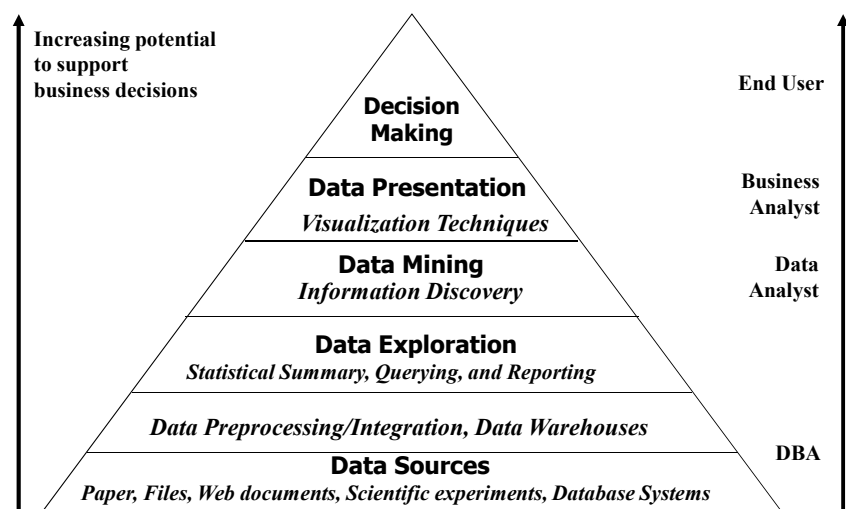 Increasing potential
to support
business decisions
End User
Decision
Making
Business
Analyst
Data Presentation
Visualization Techniques
Data Mining
Information Discovery
Data
Analyst
Data Exploration
Statistical Summary, Querying, and Reporting
Data Preprocessing/Integration, Data Warehouses
DBA
Data Sources
Paper, Files, Web documents, Scientific experiments, Database Systems